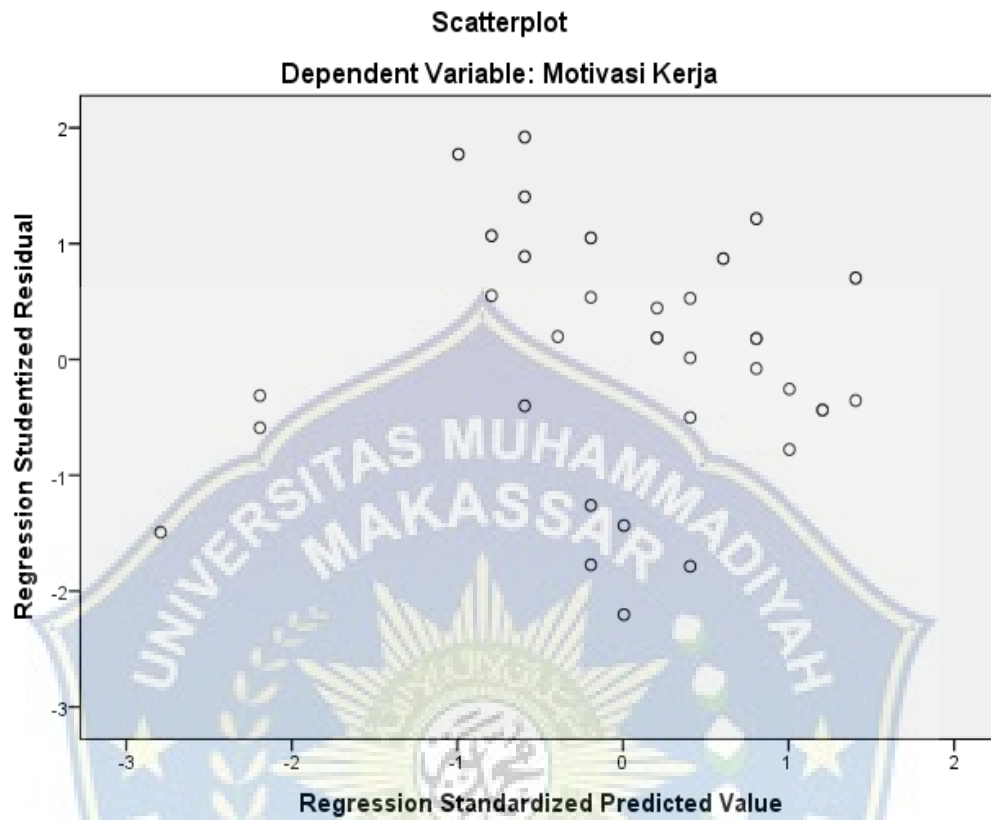 Scatterplot
Dependent Variable: Motivasi Kerja
2
1
0
-1
-2
-3
Regression Studentized Residual
-3
-2
-1
0
1
2
Regression Standardized Predicted Value
UNIVERSITAS MUHAMMADIYAH
MAKASSAR